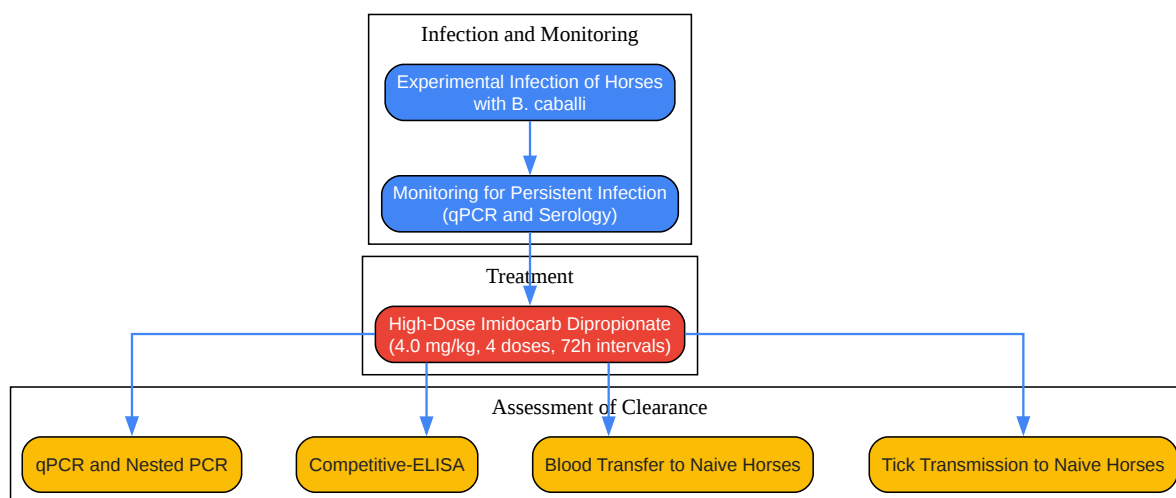 Infection and Monitoring
Experimental Infection of Horses
with B. caballi
Monitoring for Persistent Infection
(qPCR and Serology)
Treatment
High-Dose Imidocarb Dipropionate
(4.0 mg/kg, 4 doses, 72h intervals)
Assessment of Clearance
qPCR and Nested PCR
Competitive-ELISA
Blood Transfer to Naive Horses
Tick Transmission to Naive Horses